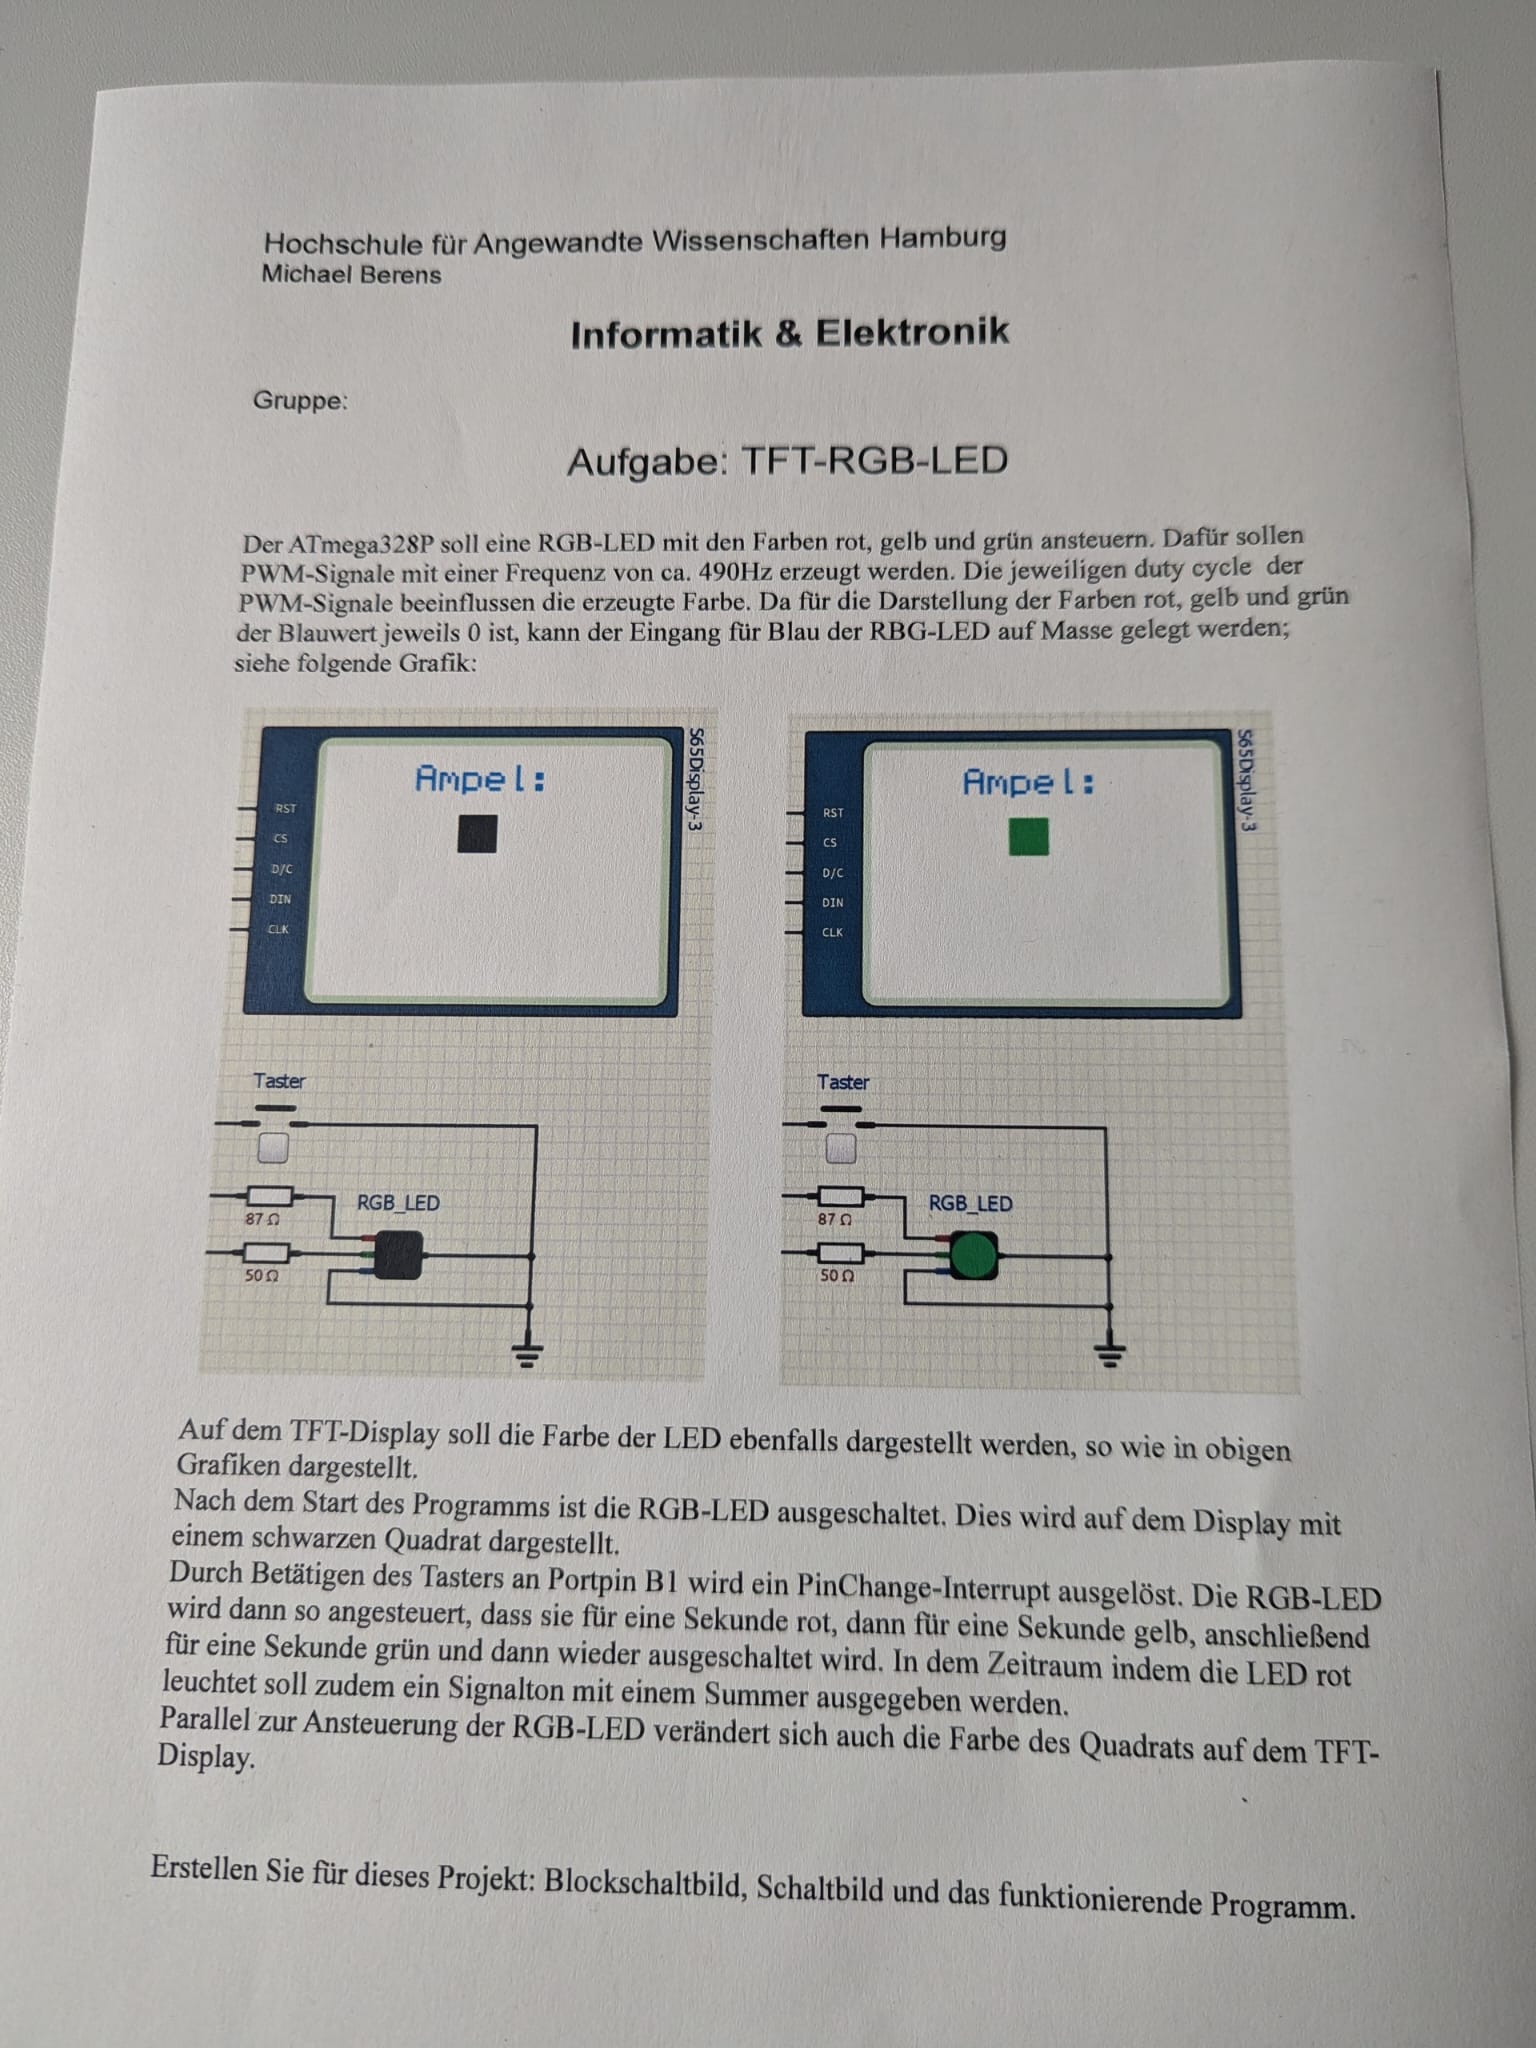 Hochschule für Angewandte Wissenschaften Hamburg
Michael Berens
Informatik & Elektronik
Gruppe:
Aufgabe: TFT-RGB-LED
Der ATmega328P soll eine RGB-LED mit den Farben rot, gelb und grün ansteuern. Dafür sollen
PWM-Signale mit einer Frequenz von ca. 490Hz erzeugt werden. Die jeweiligen duty cycle der
PWM-Signale beeinflussen die erzeugte Farbe. Da für die Darstellung der Farben rot, gelb und grün
der Blauwert jeweils 0 ist, kann der Eingang für Blau der RBG-LED auf Masse gelegt werden;
siehe folgende Grafik:
Ampel:
S65Display-3
RST
CS
D/C
DIN
CLK
Taster
RGB_LED
87 Ω
50 Ω
Ampel:
S65Display-3
RST
CS
D/C
DIN
CLK
Taster
RGB_LED
87 Ω
50 Ω
Auf dem TFT-Display soll die Farbe der LED ebenfalls dargestellt werden, so wie in obigen
Grafiken dargestellt.
Nach dem Start des Programms ist die RGB-LED ausgeschaltet. Dies wird auf dem Display mit
einem schwarzen Quadrat dargestellt.
Durch Betätigen des Tasters an Portpin B1 wird ein PinChange-Interrupt ausgelöst. Die RGB-LED
wird dann so angesteuert, dass sie für eine Sekunde rot, dann für eine Sekunde gelb, anschließend
für eine Sekunde grün und dann wieder ausgeschaltet wird. In dem Zeitraum indem die LED rot
leuchtet soll zudem ein Signalton mit einem Summer ausgegeben werden.
Parallel zur Ansteuerung der RGB-LED verändert sich auch die Farbe des Quadrats auf dem TFT-
Display.
Erstellen Sie für dieses Projekt: Blockschaltbild, Schaltbild und das funktionierende Programm.